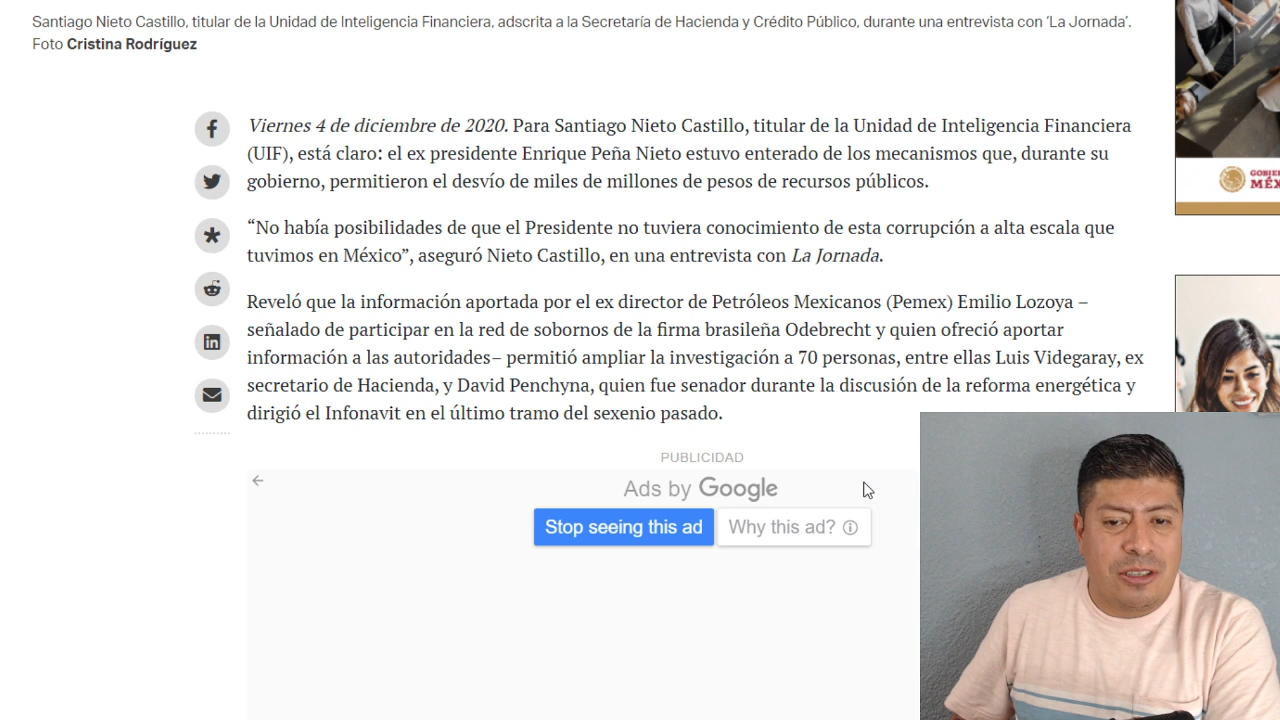 Santiago Nieto Castillo, titular de la Unidad de Inteligencia Financiera, adscrita a la Secretaría de Hacienda y Crédito Público, durante una entrevista con ‘La Jornada’.
Foto Cristina Rodríguez
Viernes 4 de diciembre de 2020. Para Santiago Nieto Castillo, titular de la Unidad de Inteligencia Financiera
(UIF), está claro: el ex presidente Enrique Peña Nieto estuvo enterado de los mecanismos que, durante su
gobierno, permitieron el desvío de miles de millones de pesos de recursos públicos.
“No había posibilidades de que el Presidente no tuviera conocimiento de esta corrupción a alta escala que
tuvimos en México”, aseguró Nieto Castillo, en una entrevista con La Jornada.
Reveló que la información aportada por el ex director de Petróleos Mexicanos (Pemex) Emilio Lozoya –
señalado de participar en la red de sobornos de la firma brasileña Odebrecht y quien ofreció aportar
información a las autoridades– permitió ampliar la investigación a 70 personas, entre ellas Luis Videgaray, ex
secretario de Hacienda, y David Penchyna, quien fue senador durante la discusión de la reforma energética y
dirigió el Infonavit en el último tramo del sexenio pasado.
PUBLICIDAD
Ads by Google
Stop seeing this ad
Why this ad?